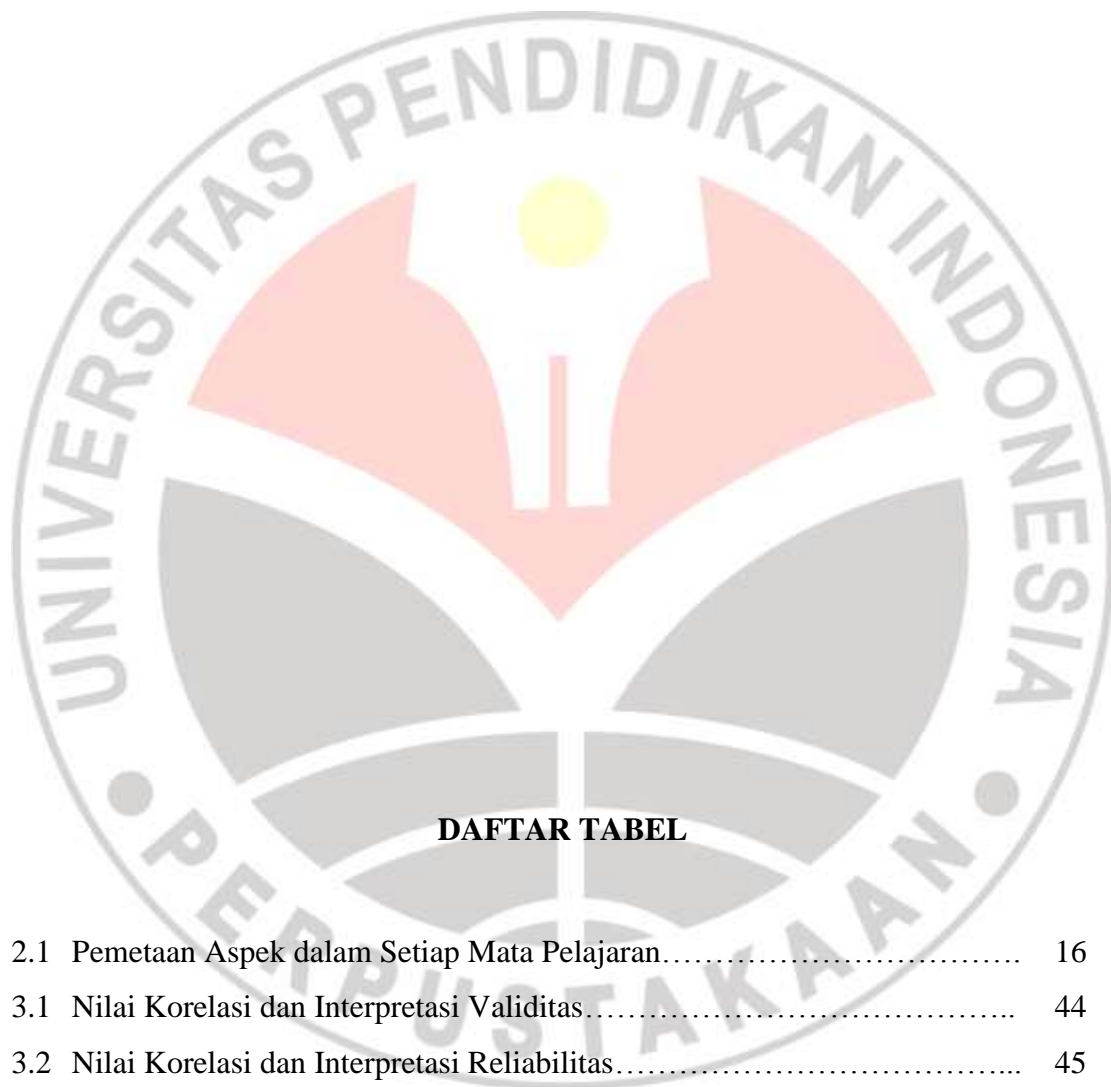 UNIVERSITAS PENDIDIKAN INDONESIA
PERPUSTAKAAN
DAFTAR TABEL
2.1 Pemetaan Aspek dalam Setiap Mata Pelajaran…………………………. 16
3.1 Nilai Korelasi dan Interpretasi Validitas……………………………….. 44
3.2 Nilai Korelasi dan Interpretasi Reliabilitas……………………………... 45